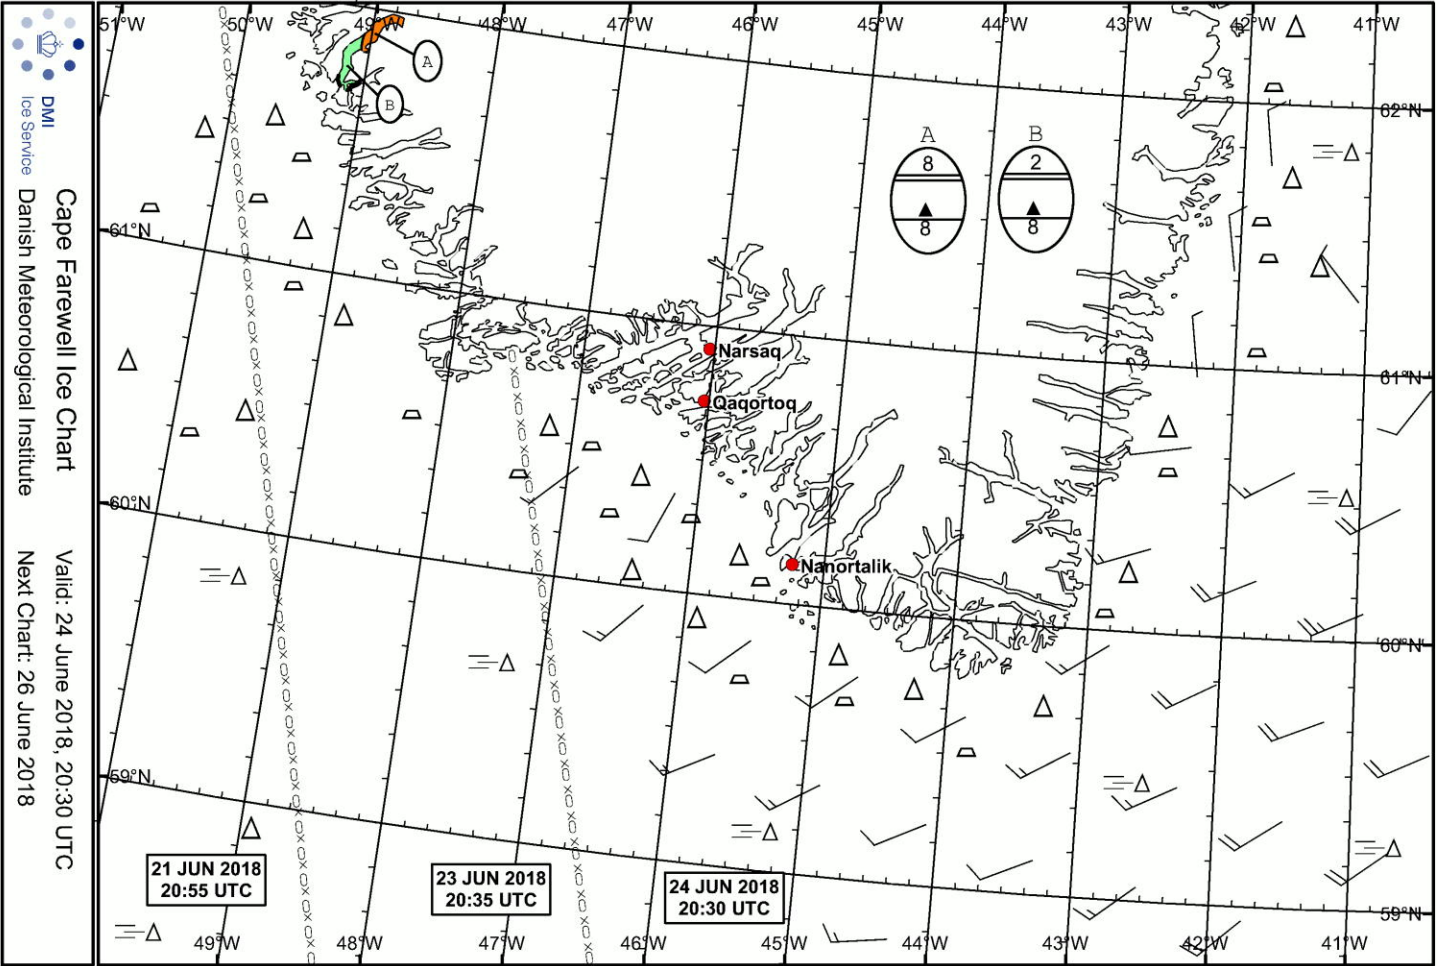 DMI
Ice Service
Cape Farewell Ice Chart
Danish Meteorological Institute
Valid: 24 June 2018, 20:30 UTC
Next Chart: 26 June 2018
51°W
50°W
49°W
48°W
47°W
46°W
45°W
44°W
43°W
42°W
41°W
A
B
A
B
8
2
8
8
62°N
61°N
61°N
60°N
60°N
59°N
59°N
Narsaq
Qaqortoq
Nanortalik
21 JUN 2018
20:55 UTC
23 JUN 2018
20:35 UTC
24 JUN 2018
20:30 UTC
49°W
48°W
47°W
46°W
45°W
44°W
43°W
42°W
41°W